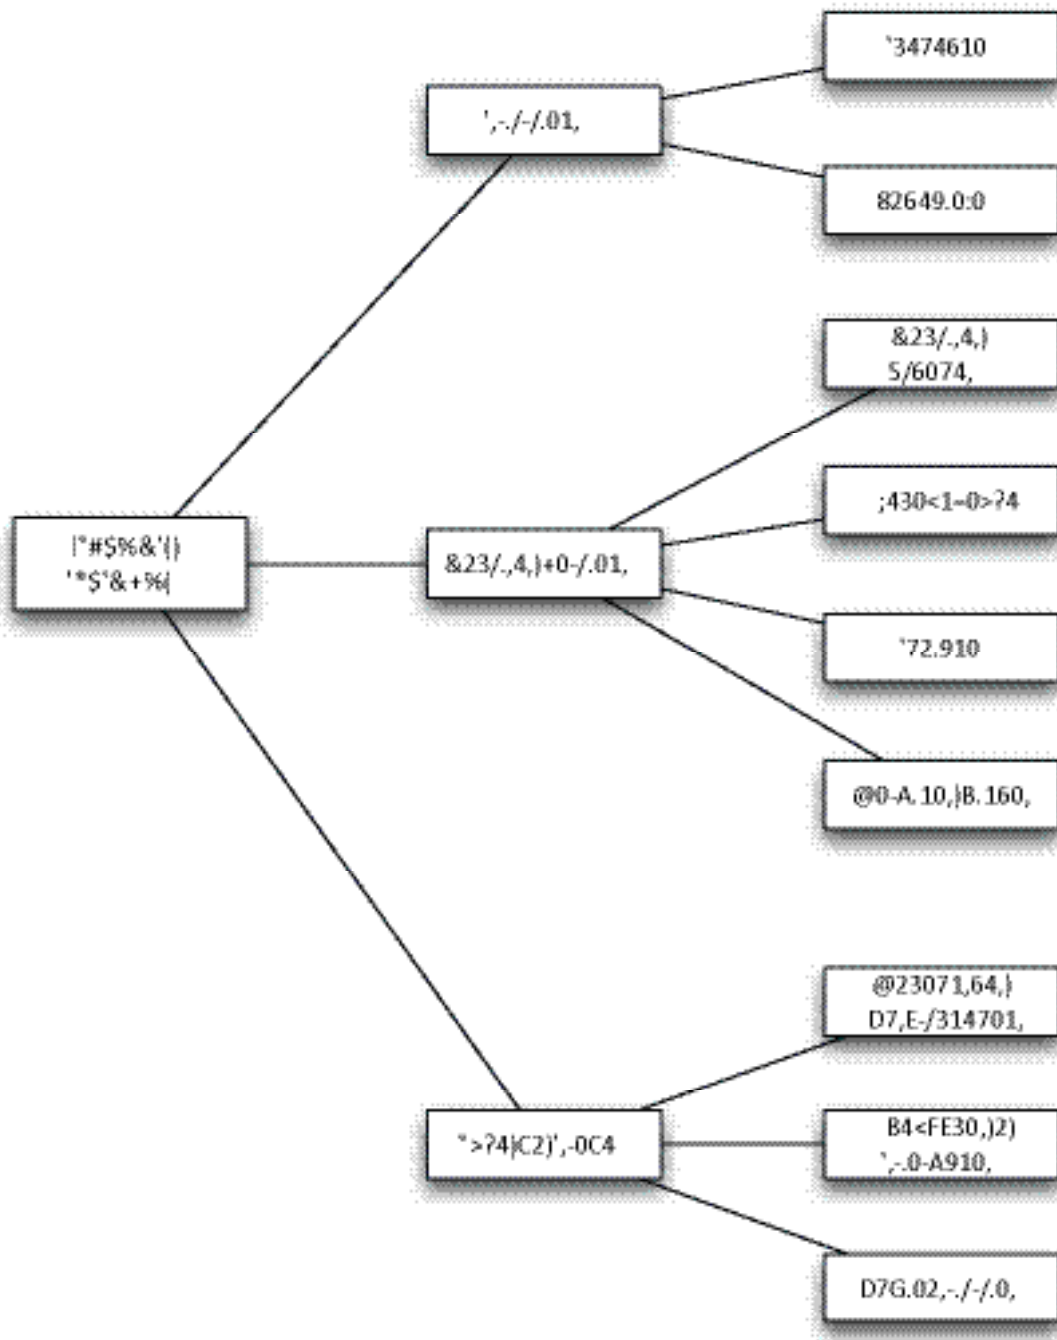 '3474610
',-./-/.01,
82649.0:0
&23/.,4,)
5/6074,
;430<1=0>?4
!"#$%&'()
'*$'&+%(
&23/.,4,)+0-/.01,
'72.910
@0-A.10,)B.160,
@23071,64,)
D7,E-/314701,
">?4)C2)',-0C4
B4<FE30,)2)
',-.0-A910,
D7G.02,-./-/.0,